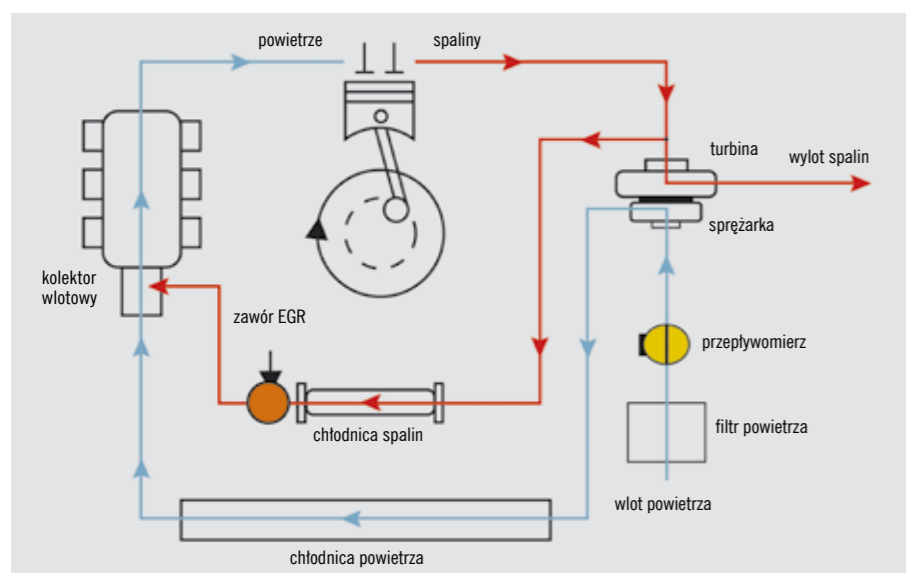 powietrze
spaliny
turbina
wylot spalin
sprężarka
kolektor
wlotowy
zawór EGR
przepływomierz
chłodnica spalin
filtr powietrza
wlot powietrza
chłodnica powietrza